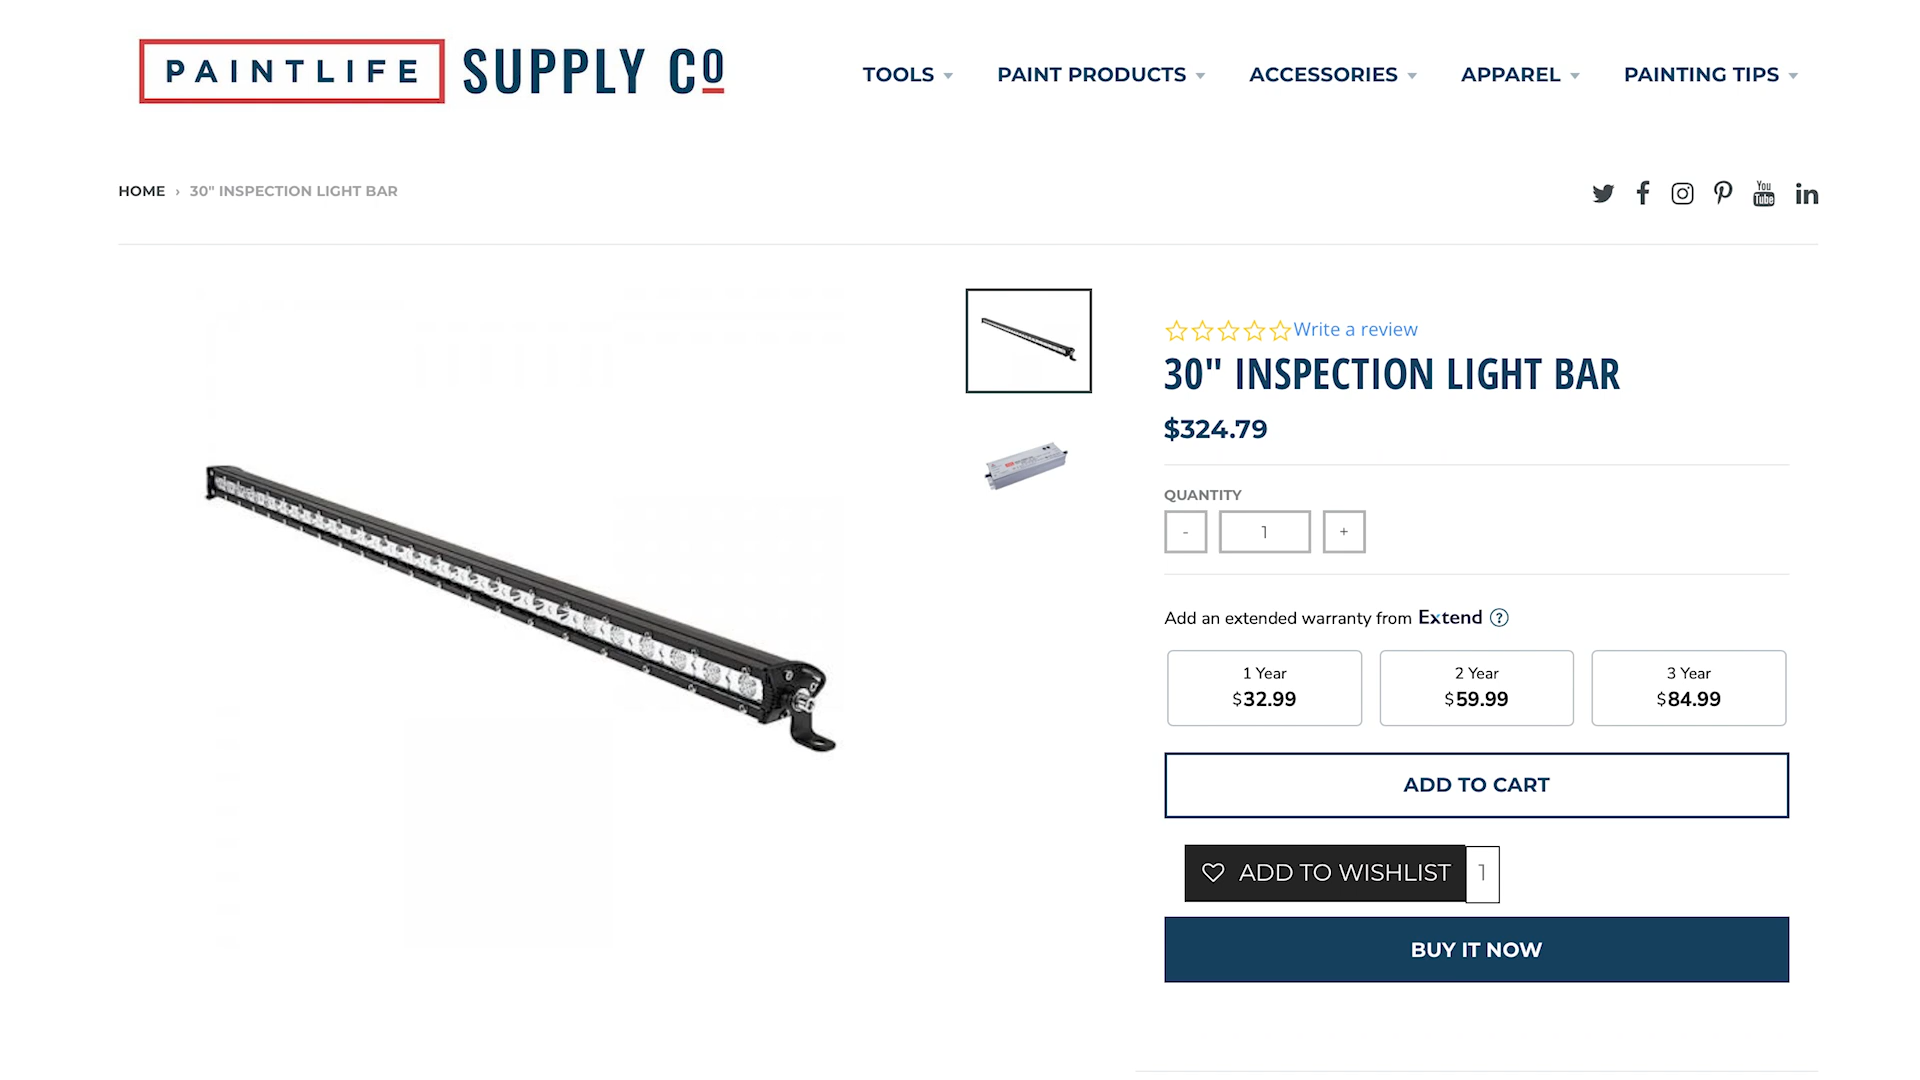 PAINTLIFE SUPPLY CO
TOOLS PAINT PRODUCTS ACCESSORIES APPAREL PAINTING TIPS
HOME › 30" INSPECTION LIGHT BAR
You
Tube
Write a review
30" INSPECTION LIGHT BAR
$324.79
QUANTITY
- 1 +
Add an extended warranty from Extend ?
1 Year 2 Year 3 Year
$32.99 $59.99 $84.99
ADD TO CART
ADD TO WISHLIST 1
BUY IT NOW